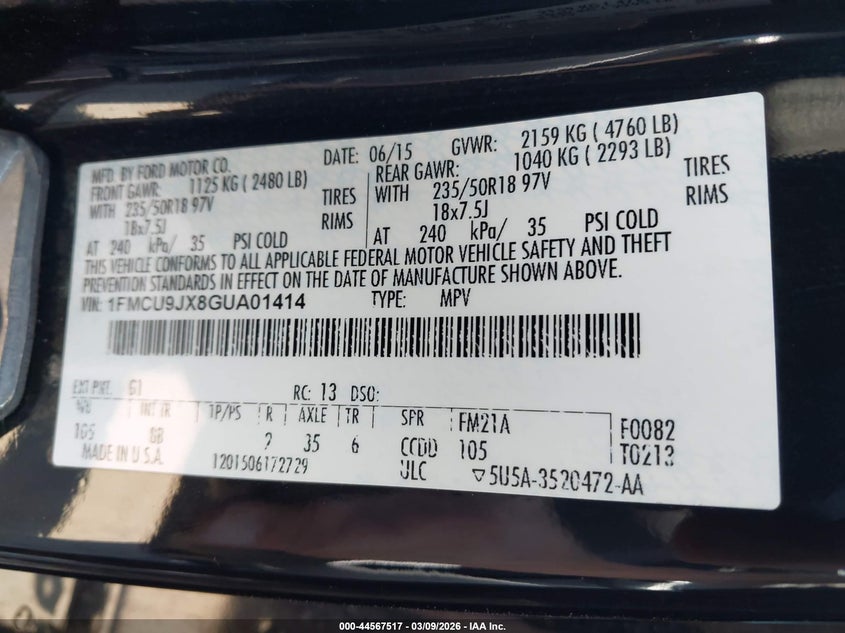 MFD. BY FORD MOTOR CO. DATE: 06/15 GVWR: 2159 KG ( 4760 LB)
FRONT GAWR: 1125 KG ( 2480 LB) REAR GAWR: 1040 KG ( 2293 LB)
WITH 235/50R18 97V TIRES WITH 235/50R18 97V TIRES
18x7.5J RIMS 18x7.5J RIMS
AT 240 kPa/ 35 PSI COLD AT 240 kPa/ 35 PSI COLD
THIS VEHICLE CONFORMS TO ALL APPLICABLE FEDERAL MOTOR VEHICLE SAFETY AND THEFT
PREVENTION STANDARDS IN EFFECT ON THE DATE OF MANUFACTURE SHOWN ABOVE.
VIN: 1FMCU9JX8GUA01414 TYPE: MPV
EXT PNT: G1 RC: 13 DSO:
WB INT TR TP/PS R AXLE TR SPR FM21A F0082
105 8B 2 35 6 CCDD 105 T0213
MADE IN U.S.A. 1201506172729 ULC 5U5A-3520472-AA
000-44567517 - 03/09/2026 - IAA Inc.